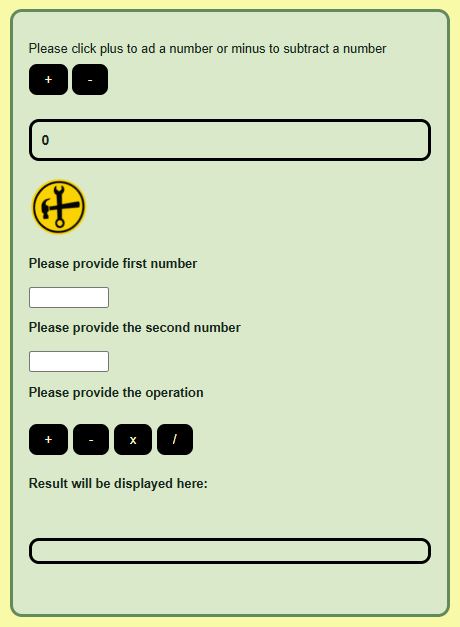 Please click plus to ad a number or minus to subtract a number
+ -
0
Please provide first number
Please provide the second number
Please provide the operation
+ - x /
Result will be displayed here: